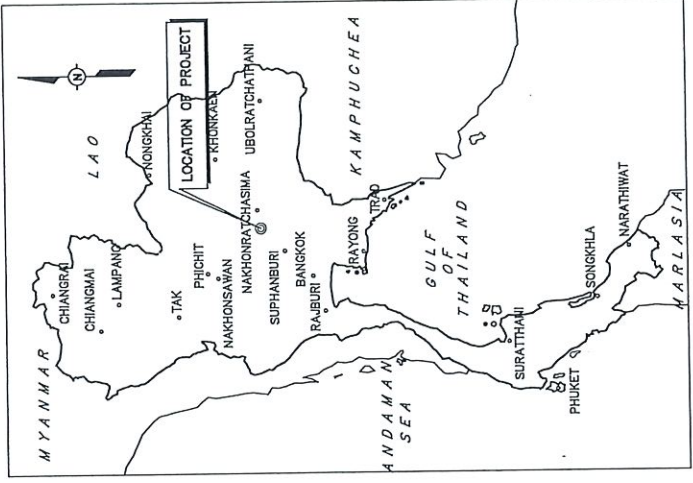 MYANMAR
LAO
N
CHIANGRAI
CHIANGMAI
LAMPANG
NONGKHAI
LOCATION OF PROJECT
TAK
PHICHIT
KHONKAEN
NAKHONSAWAN
NAKHONRATCHASIMA
UBOLRATCHATHANI
SUPHANBURI
BANGKOK
RAJBURI
RAYONG
TRAD
KAMPHUCHEA
GULF
OF
THAILAND
ANDAMAN
SEA
SURATTHANI
PHUKET
SONGKHLA
NARATHIWAT
MARLASIA